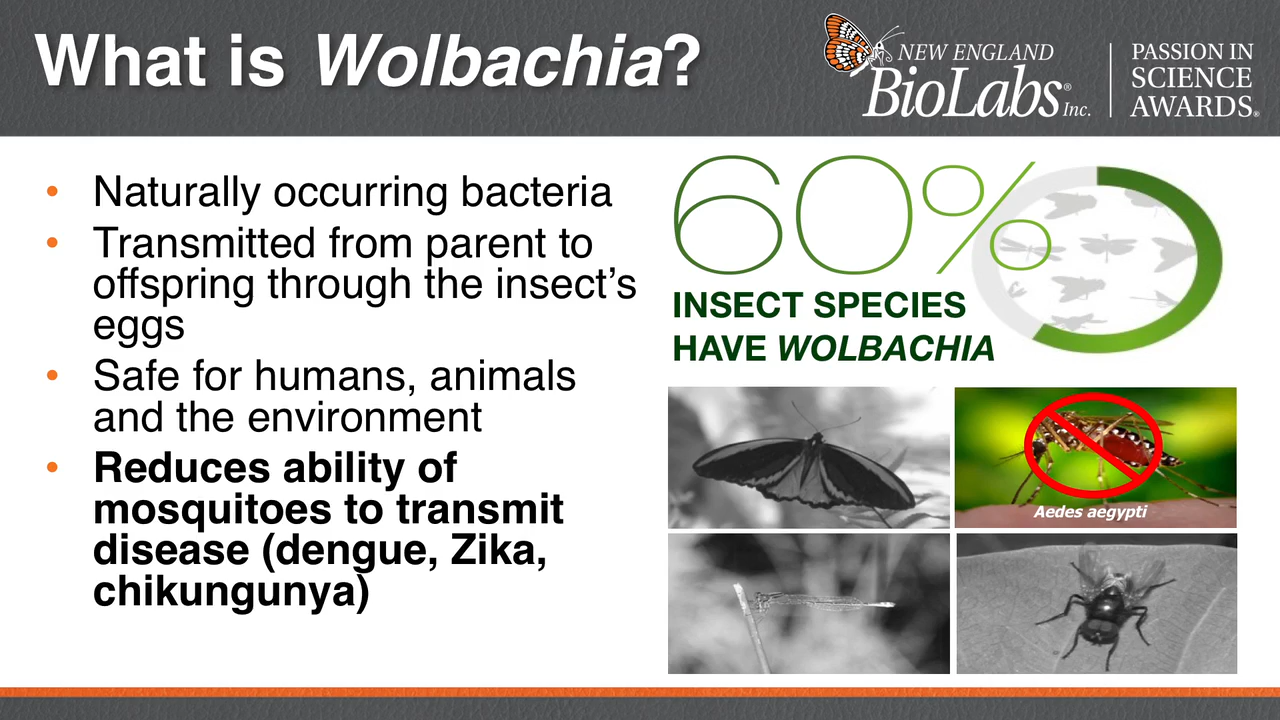 What is Wolbachia?
NEW ENGLAND
BioLabs® Inc.
PASSION IN
SCIENCE
AWARDS®
• Naturally occurring bacteria
• Transmitted from parent to
offspring through the insect’s
eggs
• Safe for humans, animals
and the environment
• Reduces ability of
mosquitoes to transmit
disease (dengue, Zika,
chikungunya)
60%
INSECT SPECIES
HAVE WOLBACHIA
Aedes aegypti